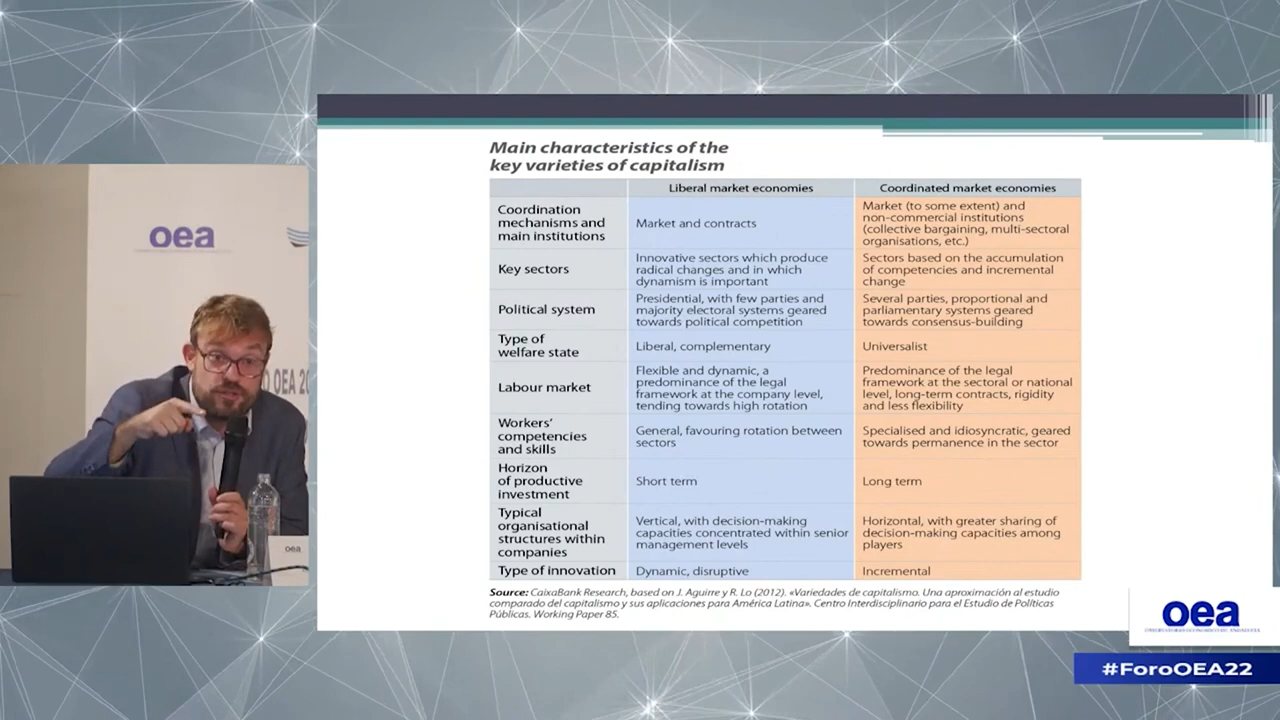 oea
ORO OEA 20
oea
Main characteristics of the
key varieties of capitalism
Liberal market economies
Coordinated market economies
Coordination
mechanisms and
main institutions
Market and contracts
Market (to some extent) and
non-commercial institutions
(collective bargaining, multi-sectoral
organisations, etc.)
Key sectors
Innovative sectors which produce
radical changes and in which
dynamism is important
Sectors based on the accumulation
of competencies and incremental
change
Political system
Presidential, with few parties and
majority electoral systems geared
towards political competition
Several parties, proportional and
parliamentary systems geared
towards consensus-building
Type of
welfare state
Liberal, complementary
Universalist
Labour market
Flexible and dynamic, a
predominance of the legal
framework at the company level,
tending towards high rotation
Predominance of the legal
framework at the sectoral or national
level, long-term contracts, rigidity
and less flexibility
Workers'
competencies
and skills
General, favouring rotation between
sectors
Specialised and idiosyncratic, geared
towards permanence in the sector
Horizon
of productive
investment
Short term
Long term
Typical
organisational
structures within
companies
Vertical, with decision-making
capacities concentrated within senior
management levels
Horizontal, with greater sharing of
decision-making capacities among
players
Type of innovation
Dynamic, disruptive
Incremental
Source: CaixaBank Research, based on J. Aguirre y R. Lo (2012). «Variedades de capitalismo. Una aproximación al estudio
comparado del capitalismo y sus aplicaciones para América Latina». Centro Interdisciplinario para el Estudio de Políticas
Públicas. Working Paper 85.
oea
OBSERVATORIO ECONÓMICO DE ANDALUCÍA
#ForoOEA22